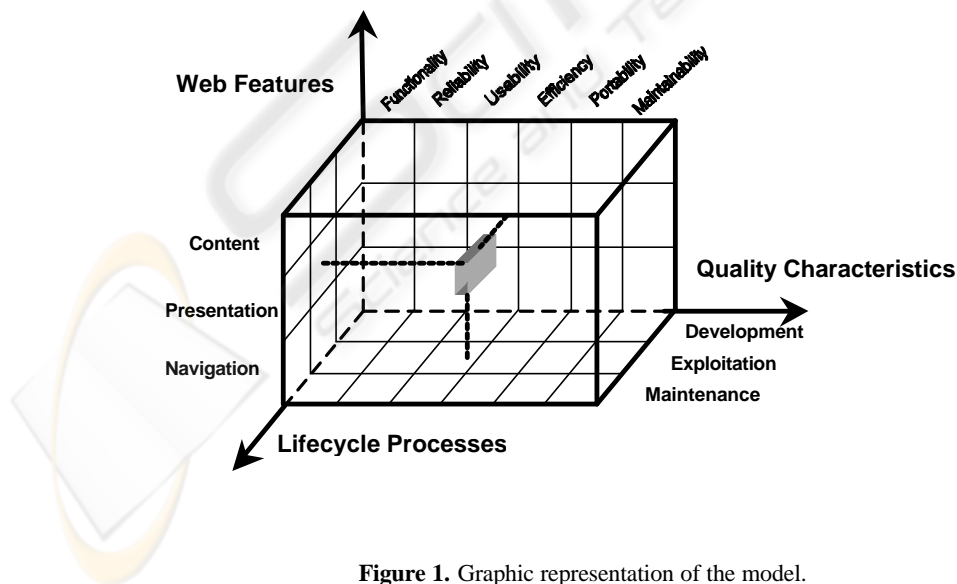 Web Features
Functionality
Reliability
Usability
Efficiency
Portability
Maintainability
Content
Presentation
Navigation
Quality Characteristics
Development
Exploitation
Maintenance
Lifecycle Processes
Figure 1. Graphic representation of the model.